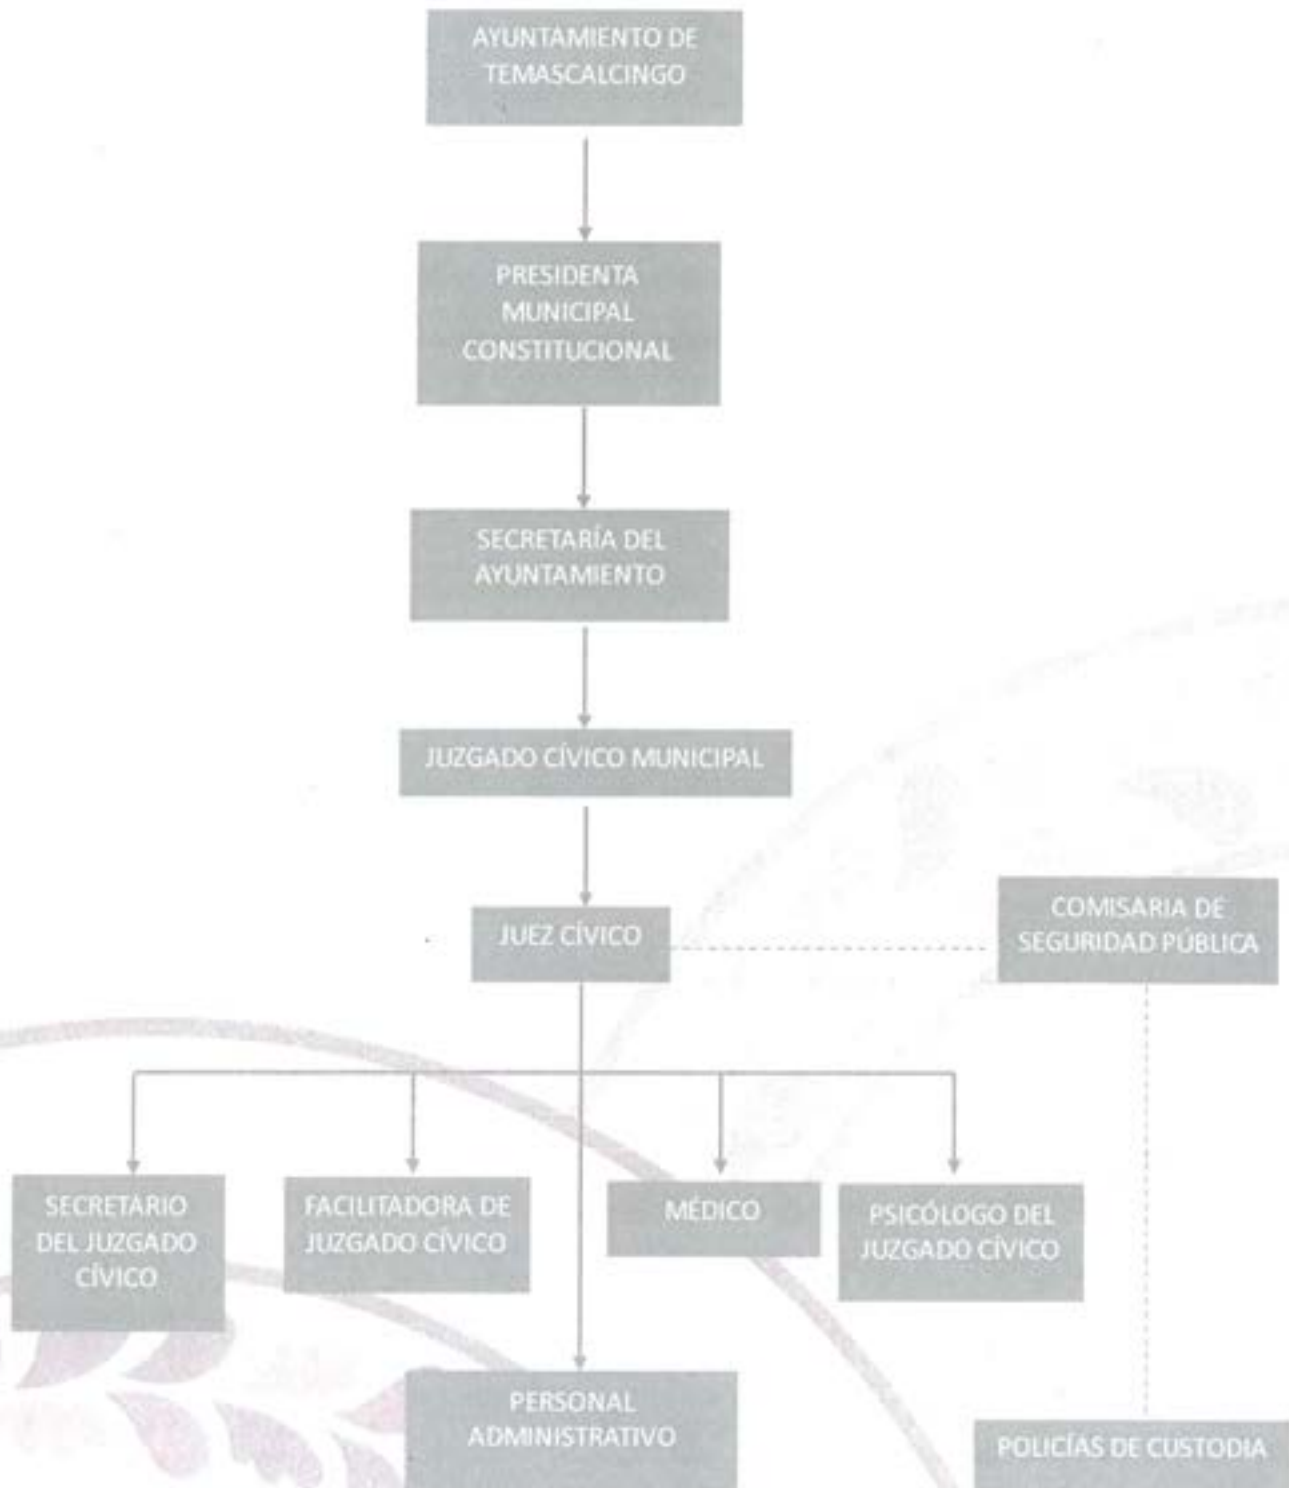 AYUNTAMIENTO DE
TEMASCALCINGO
PRESIDENTA
MUNICIPAL
CONSTITUCIONAL
SECRETARÍA DEL
AYUNTAMIENTO
JUZGADO CÍVICO MUNICIPAL
JUEZ CÍVICO
COMISARIA DE
SEGURIDAD PÚBLICA
SECRETARIO
DEL JUZGADO
CÍVICO
FACILITADORA DE
JUZGADO CÍVICO
MÉDICO
PSICÓLOGO DEL
JUZGADO CÍVICO
PERSONAL
ADMINISTRATIVO
POLICÍAS DE CUSTODIA